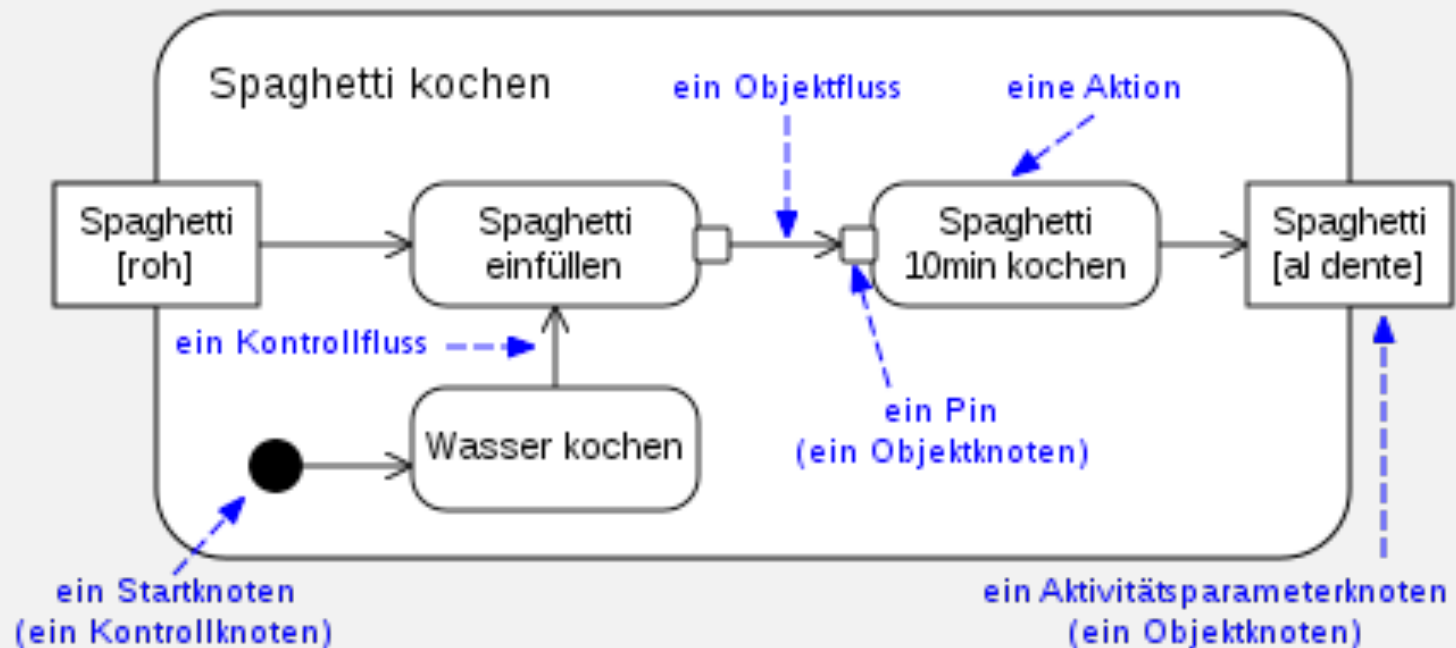 Spaghetti kochen
ein Objektfluss
eine Aktion
Spaghetti
[roh]
Spaghetti
einfüllen
Spaghetti
10min kochen
Spaghetti
[al dente]
ein Kontrollfluss
ein Pin
(ein Objektknoten)
Wasser kochen
ein Startknoten
(ein Kontrollknoten)
ein Aktivitätsparameterknoten
(ein Objektknoten)